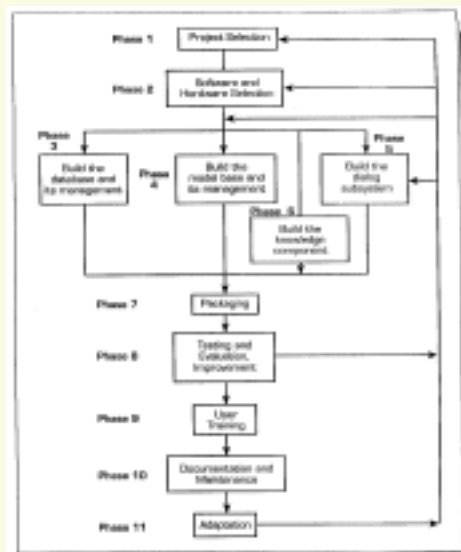 Phase 1
Project Selection
Phase 2
Software and
Hardware Selection
Phase
3
Build the
database and
its management
Phase
4
Build the
model base and
its management
Phase 6
Build the
knowledge
component.
Phase
5
Build the
dialog
subsystem
Phase 7
Packaging
Phase 8
Testing and
Evaluation,
Improvement
Phase 9
User
Training
Phase 10
Documentation and
Maintenance
Phase 11
Adaptation